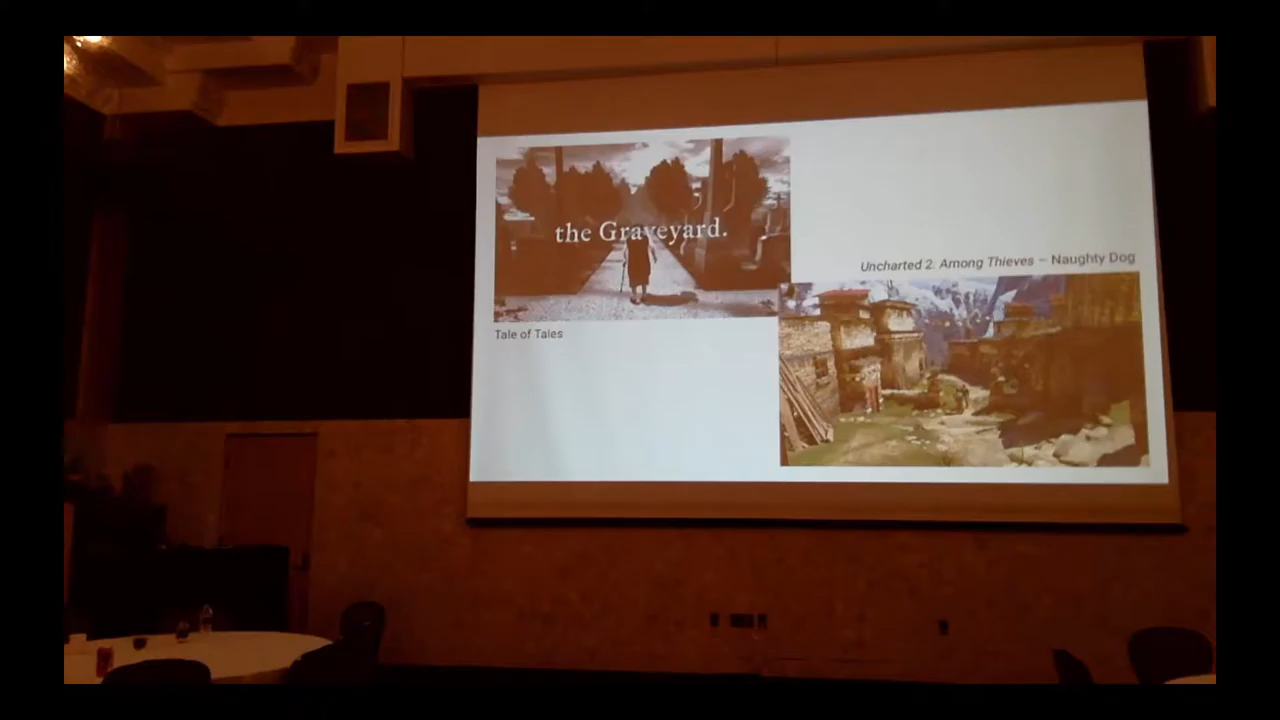 the Graveyard.
Tale of Tales
Uncharted 2: Among Thieves – Naughty Dog